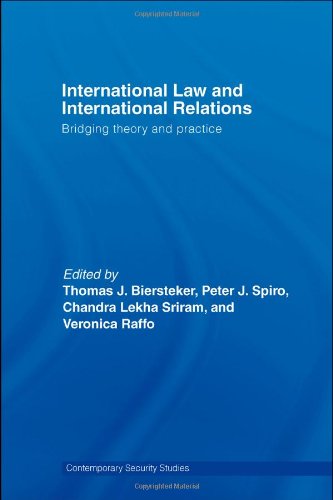 International Law and
International Relations
Bridging theory and practice
Edited by
Thomas J. Biersteker, Peter J. Spiro,
Chandra Lekha Sriram, and
Veronica Raffo
Contemporary Security Studies